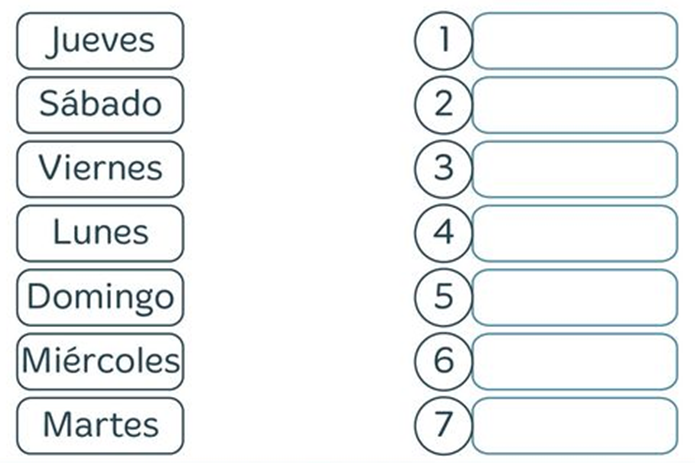 Jueves
Sábado
Viernes
Lunes
Domingo
Miércoles
Martes
1
2
3
4
5
6
7